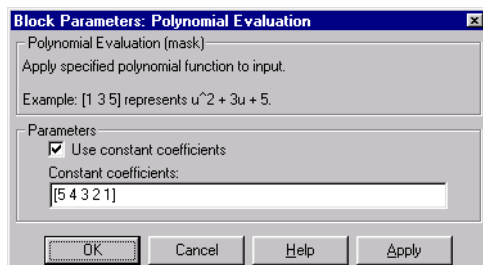 Block Parameters: Polynomial Evaluation
Polynomial Evaluation (mask)
Apply specified polynomial function to input.
Example: [1 3 5] represents u^2 + 3u + 5.
Parameters
Use constant coefficients
Constant coefficients:
[5 4 3 2 1]
OK Cancel Help Apply